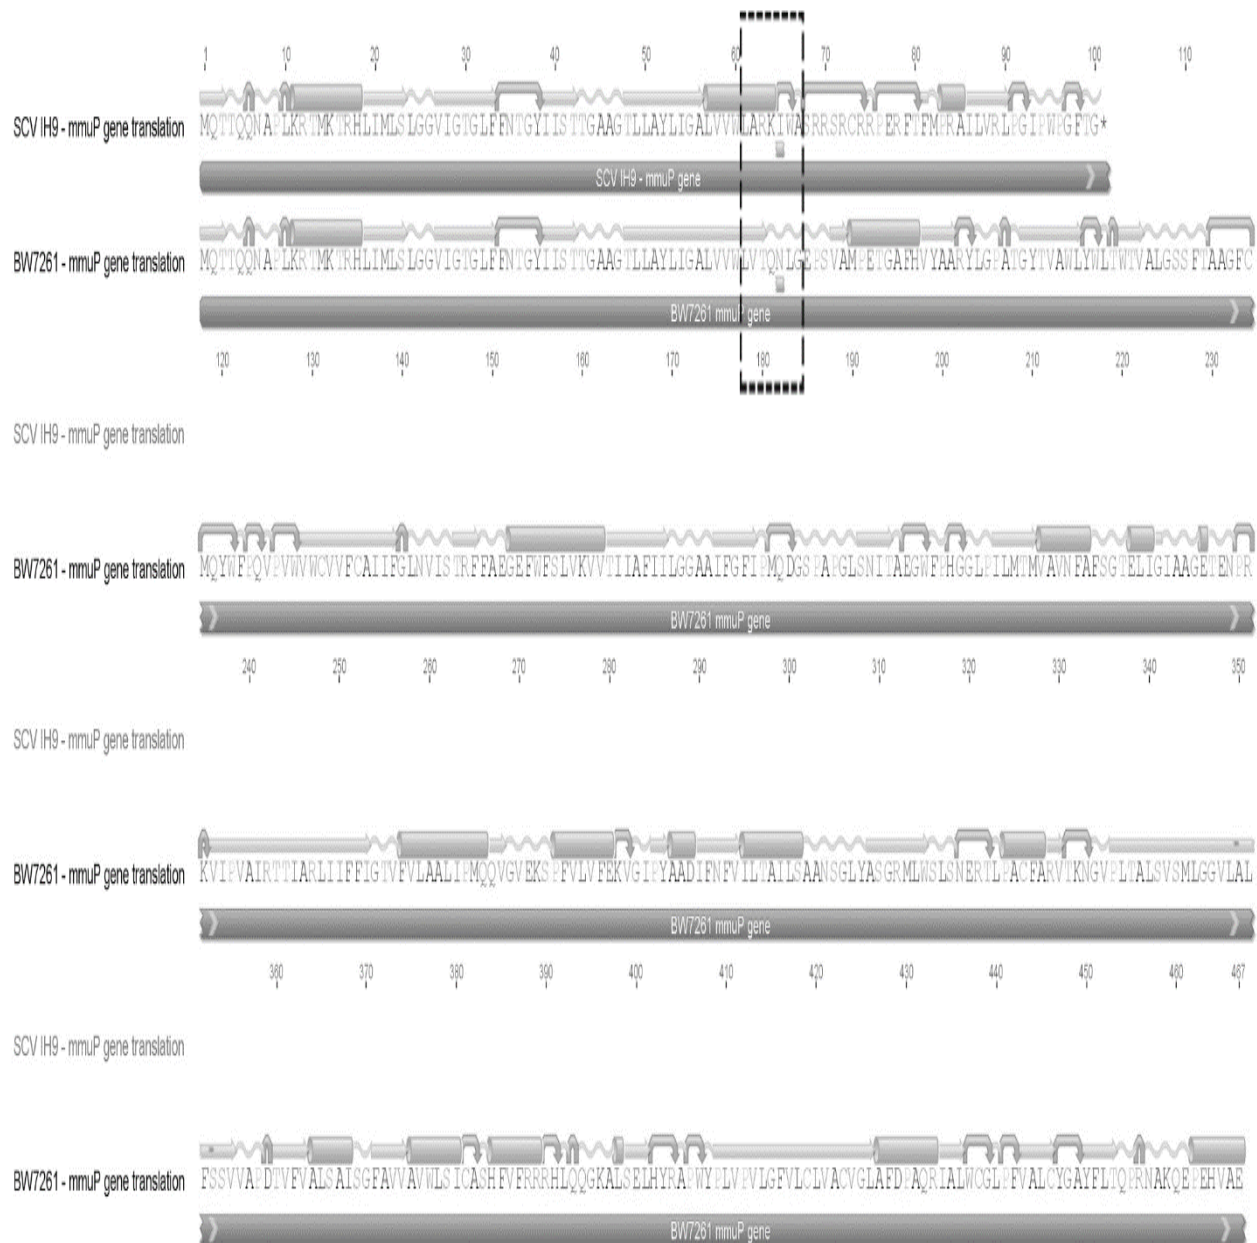 1 10 20 30 40 50 60 70 80 90 100 110
SCV IH9 - mmuP gene translation MQTTQQNAPLKRTMKTRHLIMLSLGGVIGTGLFFNTGYIISTTGAAGTLLAYLIGALVVWLARKIWASRRSRCRRPERFTFMPRAILVRLPGIPWPGFTG*
SCV IH9 - mmuP gene
BW7261 - mmuP gene translation MQTTQQNAPLKRTMKTRHLIMLSLGGVIGTGLFFNTGYIISTTGAAGTLLAYLIGALVVWLVTQNLGEPSVAMPETGAFHVYAARYLGPATGYTVAWLYWLTWTVALGSSFTAAGFC
BW7261 mmuP gene
120 130 140 150 160 170 180 190 200 210 220 230
SCV IH9 - mmuP gene translation
BW7261 - mmuP gene translation MQYWFPQVPVWVWCVVFCAIIFGLNVISTRFFAEGEFWFSLVKVVTIIAFIILGGAAIFGFIPMQDGSPAPGLSNITAEGWFPHGGLPILMTMVAVNFAFSGTELIGIAAGETENPR
BW7261 mmuP gene
240 250 260 270 280 290 300 310 320 330 340 350
SCV IH9 - mmuP gene translation
BW7261 - mmuP gene translation KVIPVAIRTTIARLIIFFIGTVFVLAALIPMQQVGVEKSPFVLVFEKVGIPYAADIFNFVILTAILSAANSGLYASGRMLWSLSNERTLPACFARVTKNGVPLTALSVSMLGGVLAL
BW7261 mmuP gene
360 370 380 390 400 410 420 430 440 450 460 467
SCV IH9 - mmuP gene translation
BW7261 - mmuP gene translation FSSVVAPDTVFVALSAISGFAVVAVWLSICASHFVFRRRHLQQGKALSELHYRAPWYPLVPVLGFVLCLVACVGLAFDPAQRIALWCGLPFVALCYGAYFLTQPRNAKQEPEHVAE
BW7261 mmuP gene